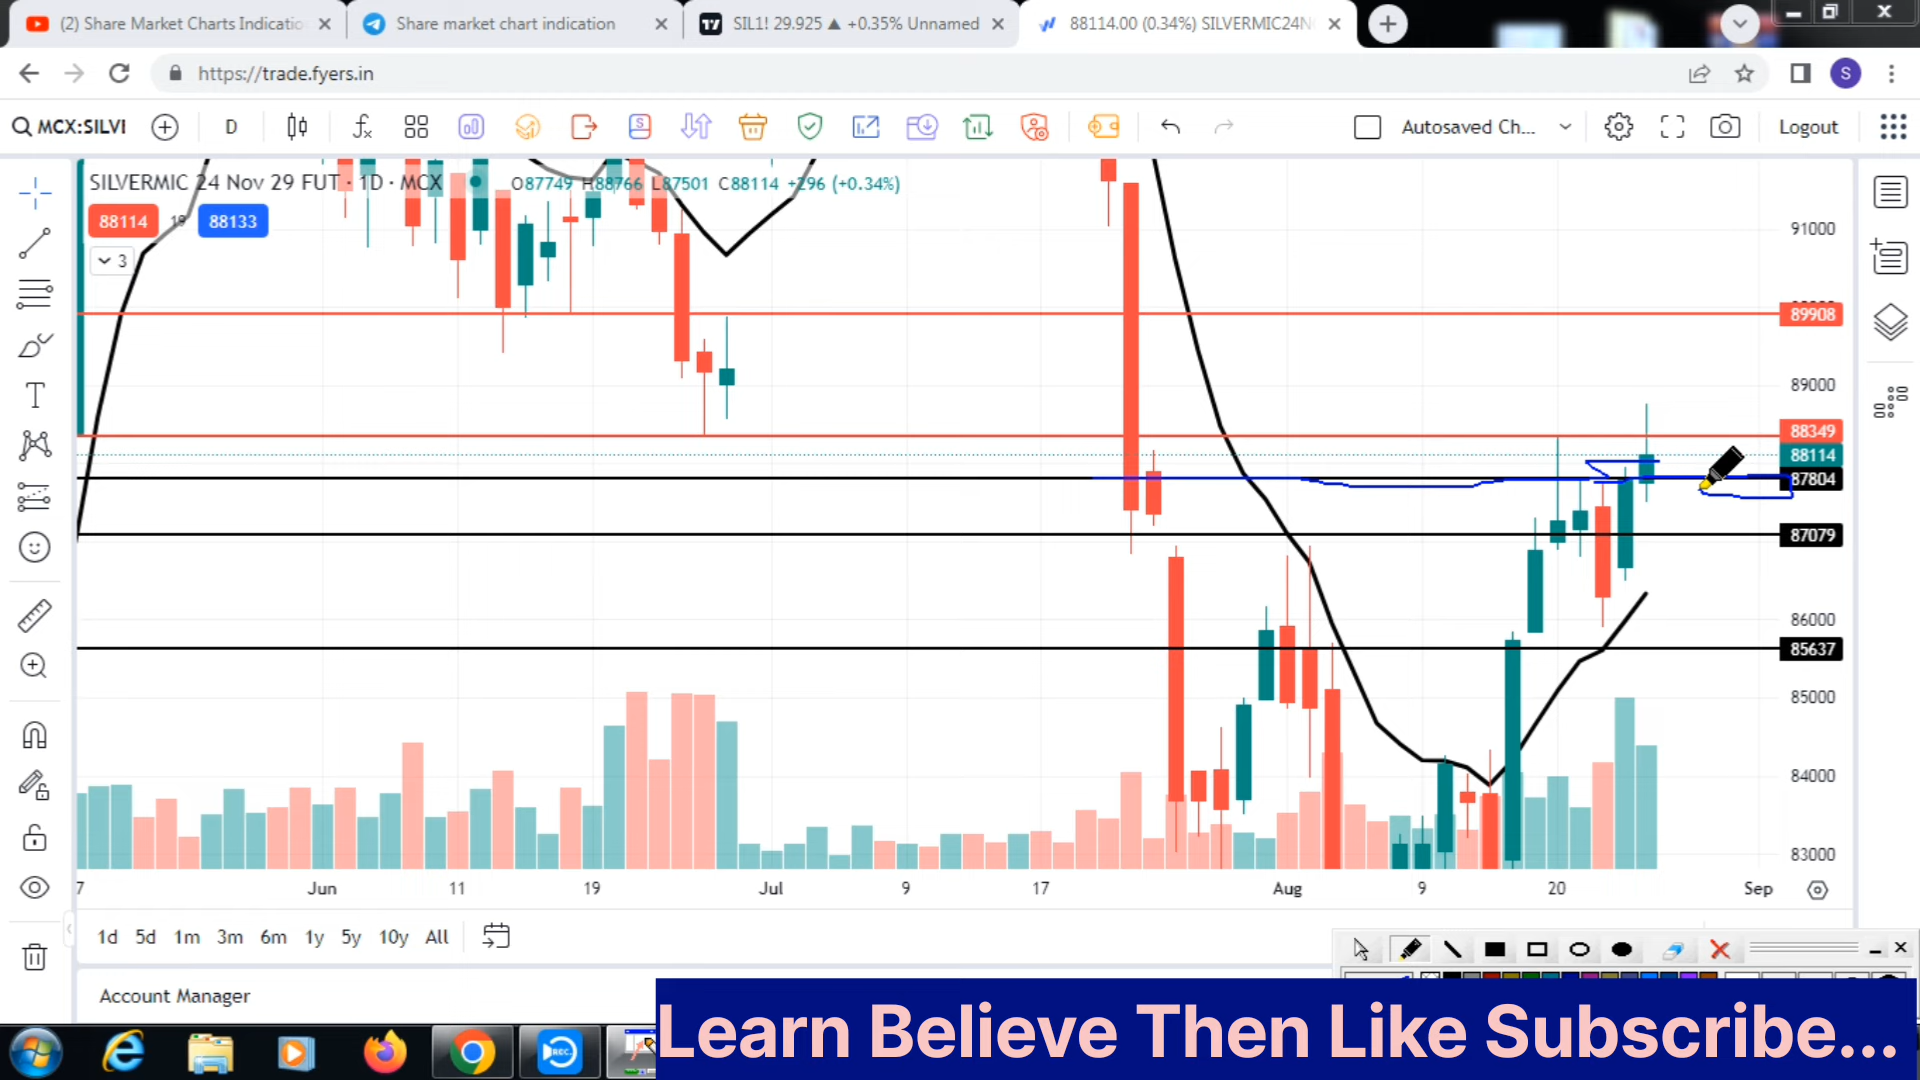 (2) Share Market Charts Indicatio
Share market chart indication
SIL1! 29.925 ▲ +0.35% Unnamed
88114.00 (0.34%) SILVERMIC24N
https://trade.fyers.in
S
MCX:SILVI
D
Autosaved Ch...
Logout
SILVERMIC 24 Nov 29 FUT · 1D · MCX
O87749 H88766 L87501 C88114 +296 (+0.34%)
88114
19
88133
3
91000
89908
89000
88349
88114
87804
87079
86000
85637
85000
84000
83000
7
Jun
11
19
Jul
9
17
Aug
9
20
Sep
1d
5d
1m
3m
6m
1y
5y
10y
All
Account Manager
REC
Learn Believe Then Like Subscribe...